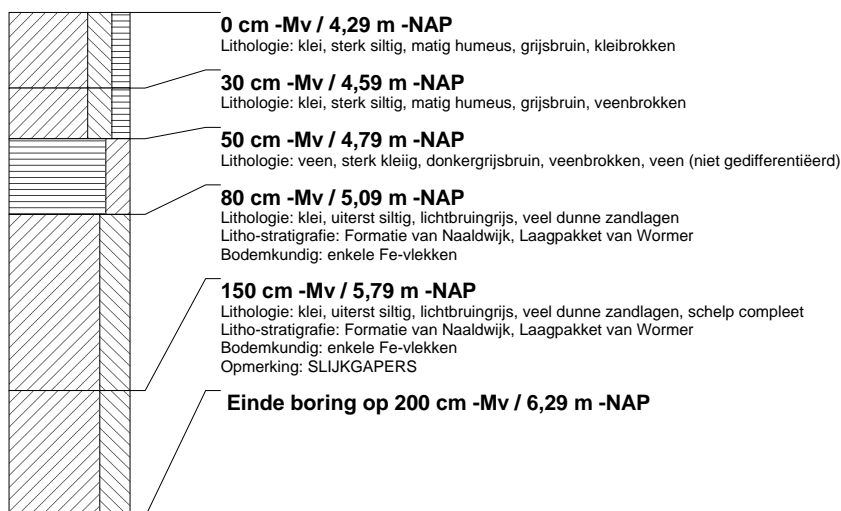 0 cm -Mv / 4,29 m -NAP
Lithologie: klei, sterk siltig, matig humeus, grijsbruin, kleibrokken
30 cm -Mv / 4,59 m -NAP
Lithologie: klei, sterk siltig, matig humeus, grijsbruin, veenbrokken
50 cm -Mv / 4,79 m -NAP
Lithologie: veen, sterk kleiig, donkergrijsbruin, veenbrokken, veen (niet gedifferentiëerd)
80 cm -Mv / 5,09 m -NAP
Lithologie: klei, uiterst siltig, lichtbruingrijs, veel dunne zandlagen
Litho-stratigrafie: Formatie van Naaldwijk, Laagpakket van Wormer
Bodemkundig: enkele Fe-vlekken
150 cm -Mv / 5,79 m -NAP
Lithologie: klei, uiterst siltig, lichtbruingrijs, veel dunne zandlagen, schelp compleet
Litho-stratigrafie: Formatie van Naaldwijk, Laagpakket van Wormer
Bodemkundig: enkele Fe-vlekken
Opmerking: SLIJKGAPERS
Einde boring op 200 cm -Mv / 6,29 m -NAP